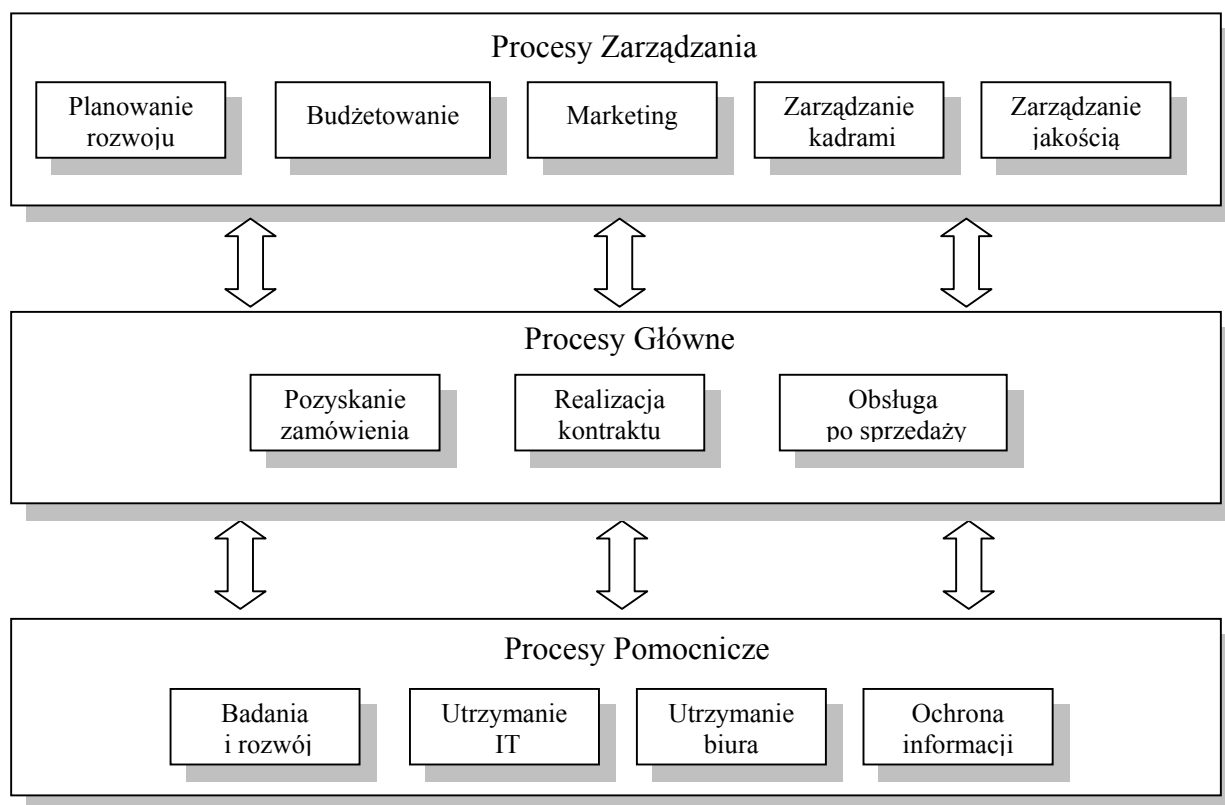 Procesy Zarządzania
Planowanie
rozwoju
Budżetowanie
Marketing
Zarządzanie
kadrami
Zarządzanie
jakością
Procesy Główne
Pozyskanie
zamówienia
Realizacja
kontraktu
Obsługa
po sprzedaży
Procesy Pomocnicze
Badania
i rozwój
Utrzymanie
IT
Utrzymanie
biura
Ochrona
informacji